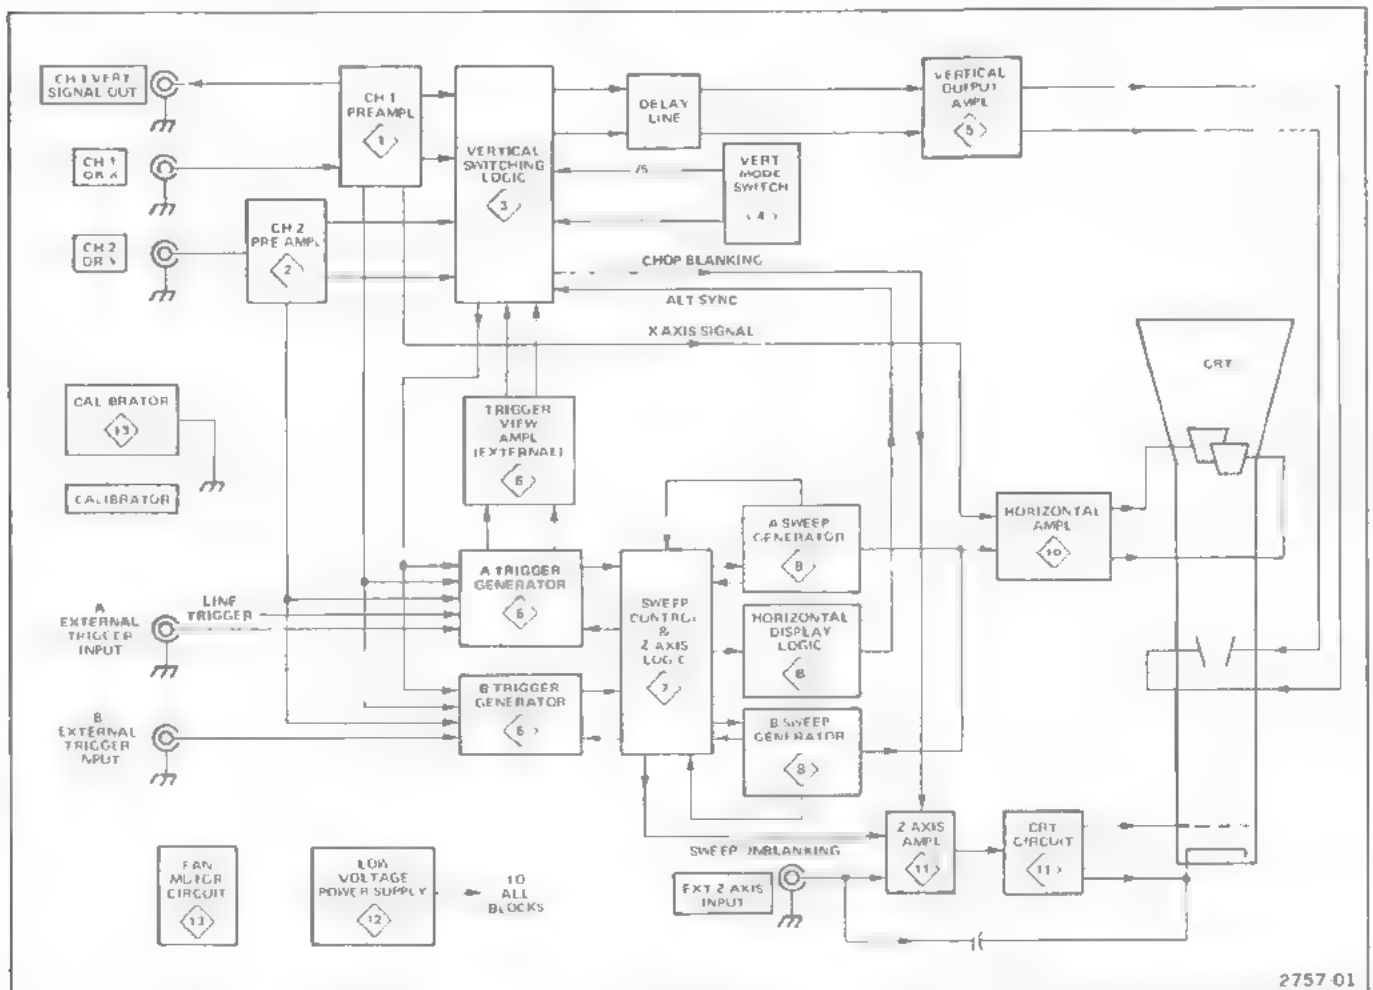 CH 1 VERT
SIGNAL OUT
CH 1
PREAMPL
1
VERTICAL
SWITCHING
LOGIC
3
DELAY
LINE
VERTICAL
OUTPUT
AMPL
5
CH 1
OR X
VERT
MODE
SWITCH
4
CH 2
OR Y
CH 2
PREAMPL
2
CHOP BLANKING
ALT SYNC
X AXIS SIGNAL
CRT
CALIBRATOR
13
CALIBRATOR
TRIGGER
VIEW
AMPL
(EXTERNAL)
6
HORIZONTAL
AMPL
10
A SWEEP
GENERATOR
8
A TRIGGER
GENERATOR
6
A
EXTERNAL
TRIGGER
INPUT
LINE
TRIGGER
SWEEP
CONTROL
&
Z AXIS
LOGIC
7
HORIZONTAL
DISPLAY
LOGIC
B TRIGGER
GENERATOR
6
B SWEEP
GENERATOR
8
B
EXTERNAL
TRIGGER
INPUT
SWEEP UNBLANKING
Z AXIS
AMPL
11
CRT
CIRCUIT
11
EXT Z AXIS
INPUT
FAN
MOTOR
CIRCUIT
13
LOW
VOLTAGE
POWER SUPPLY
12
TO
ALL
BLOCKS
2757-01